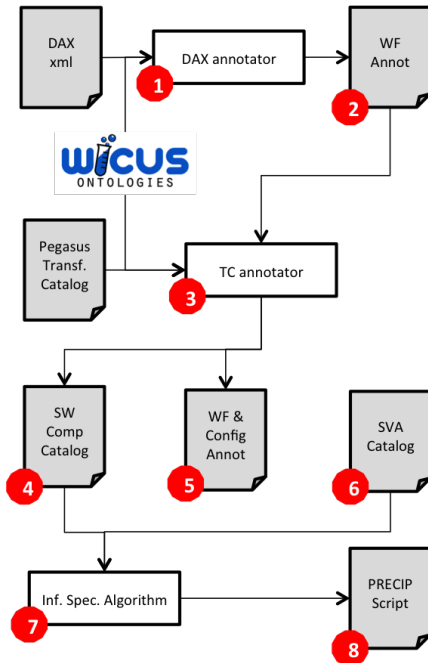 DAX
xml
DAX annotator
WF
Annot
1
2
WICUS
ONTOLOGIES
Pegasus
Transf.
Catalog
TC annotator
3
SW
Comp
Catalog
WF &
Config
Annot
SVA
Catalog
4
5
6
Inf. Spec. Algorithm
PRECIP
Script
7
8